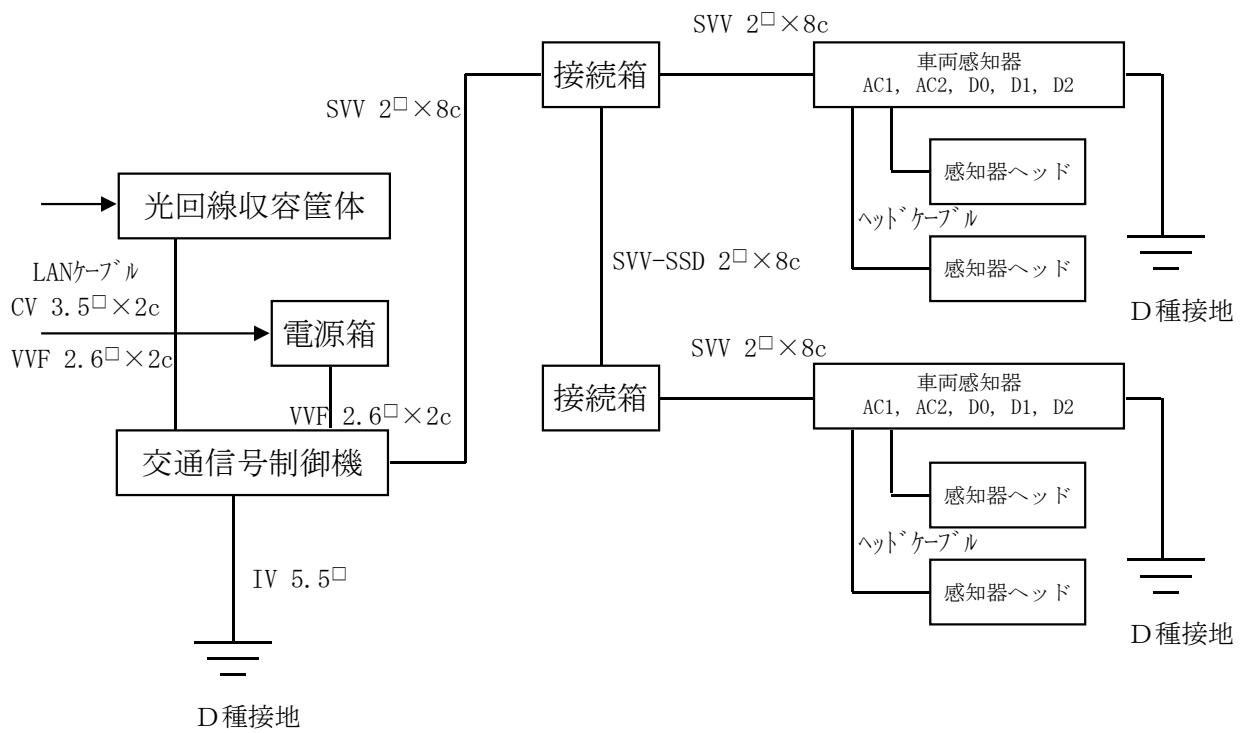 SVV 2□×8c
接続箱
車両感知器
AC1, AC2, D0, D1, D2
SVV 2□×8c
感知器ヘッド
光回線収容筐体
ヘッドケーブル
感知器ヘッド
SVV-SSD 2□×8c
LANケーブル
CV 3.5□×2c
D種接地
電源箱
VVF 2.6□×2c
SVV 2□×8c
接続箱
車両感知器
AC1, AC2, D0, D1, D2
VVF 2.6□×2c
交通信号制御機
感知器ヘッド
ヘッドケーブル
IV 5.5□
感知器ヘッド
D種接地
D種接地